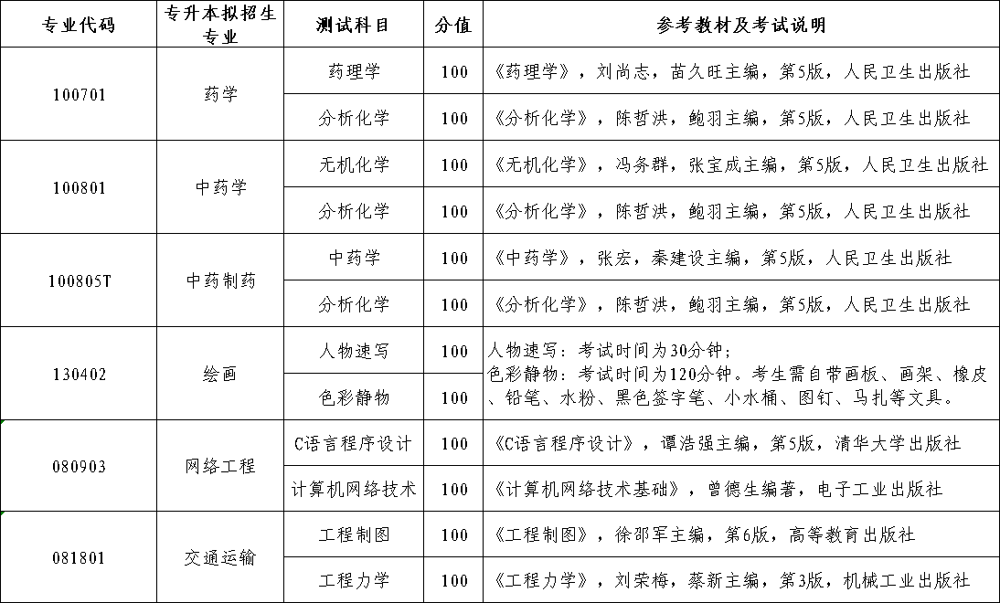 专业代码 专升本拟招生专业 测试科目 分值 参考教材及考试说明
100701 药学 药理学 100 《药理学》，刘尚志，苗久旺主编，第5版，人民卫生出版社
分析化学 100 《分析化学》，陈哲洪，鲍羽主编，第5版，人民卫生出版社
100801 中药学 无机化学 100 《无机化学》，冯务群，张宝成主编，第5版，人民卫生出版社
分析化学 100 《分析化学》，陈哲洪，鲍羽主编，第5版，人民卫生出版社
100805T 中药制药 中药学 100 《中药学》，张宏，秦建设主编，第5版，人民卫生出版社
分析化学 100 《分析化学》，陈哲洪，鲍羽主编，第5版，人民卫生出版社
130402 绘画 人物速写 100 人物速写：考试时间为30分钟；
色彩静物 100 色彩静物：考试时间为120分钟。考生需自带画板、画架、橡皮
、铅笔、水粉、黑色签字笔、小水桶、图钉、马扎等文具。
080903 网络工程 C语言程序设计 100 《C语言程序设计》，谭浩强主编，第5版，清华大学出版社
计算机网络技术 100 《计算机网络技术基础》，曾德生编著，电子工业出版社
081801 交通运输 工程制图 100 《工程制图》，徐邵军主编，第6版，高等教育出版社
工程力学 100 《工程力学》，刘荣梅，蔡新主编，第3版，机械工业出版社